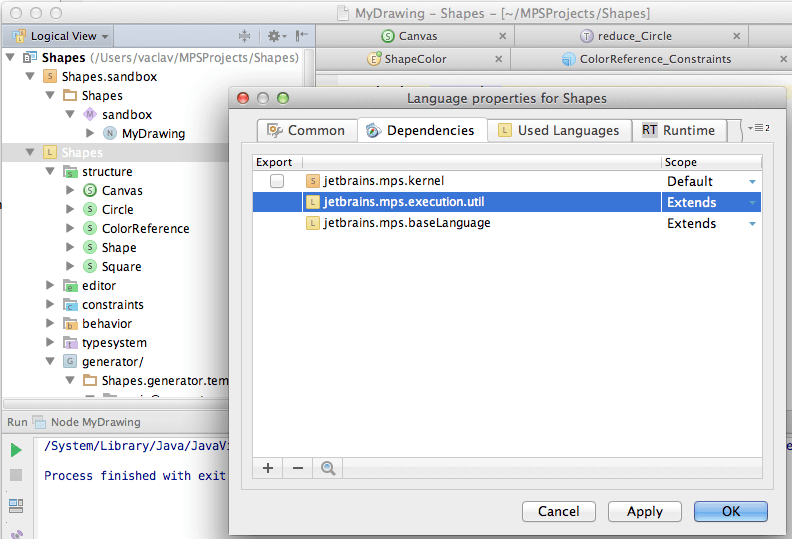 MyDrawing – Shapes – [~/MPSProjects/Shapes]
Logical View
Canvas
reduce_Circle
ShapeColor
ColorReference_Constraints
Shapes (/Users/vaclav/MPSProjects/Shapes)
Shapes.sandbox
Shapes
sandbox
MyDrawing
Shapes
structure
Canvas
Circle
ColorReference
Shape
Square
editor
constraints
behavior
typesystem
generator/
Shapes.generator.tem
Language properties for Shapes
Common
Dependencies
Used Languages
RT Runtime
2
Export
Scope
jetbrains.mps.kernel
Default
jetbrains.mps.execution.util
Extends
jetbrains.mps.baseLanguage
Extends
Cancel
Apply
OK
Run
Node MyDrawing
/System/Library/Java/JavaVi
Process finished with exit